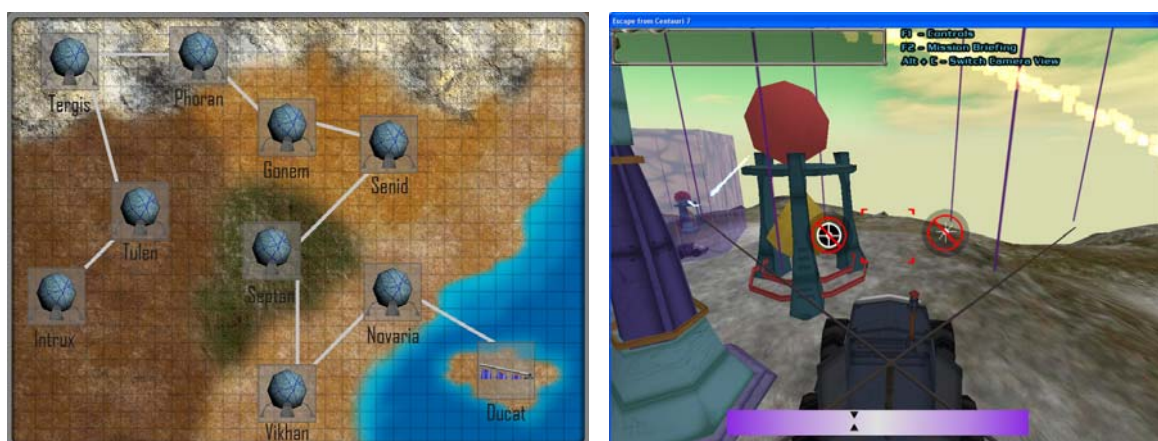 Tergis
Phoran
Gonem
Senid
Tulen
Septan
Intrux
Novaria
Vikhan
Ducat
Escape from Centauri 7
F1 - Controls
F2 - Mission Briefing
Alt + C - Switch Camera View